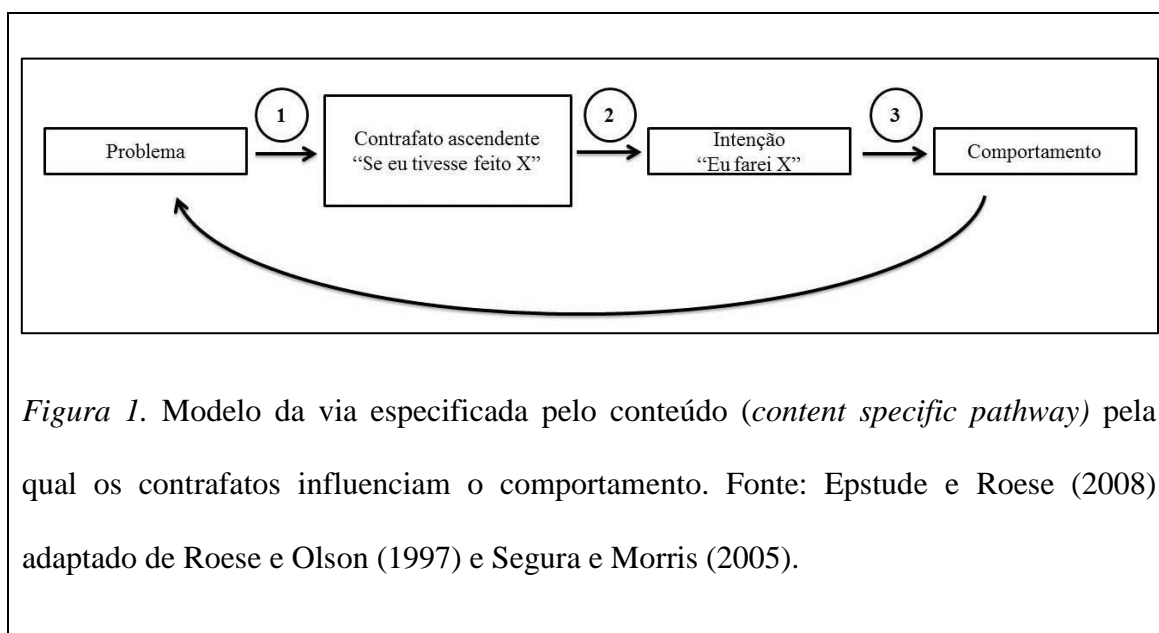 1
2
3
Problema
Contrafato ascendente
“Se eu tivesse feito X”
Intenção
“Eu farei X”
Comportamento
Figura 1. Modelo da via especificada pelo conteúdo (content specific pathway) pela
qual os contrafatos influenciam o comportamento. Fonte: Epstude e Roese (2008)
adaptado de Roese e Olson (1997) e Segura e Morris (2005).